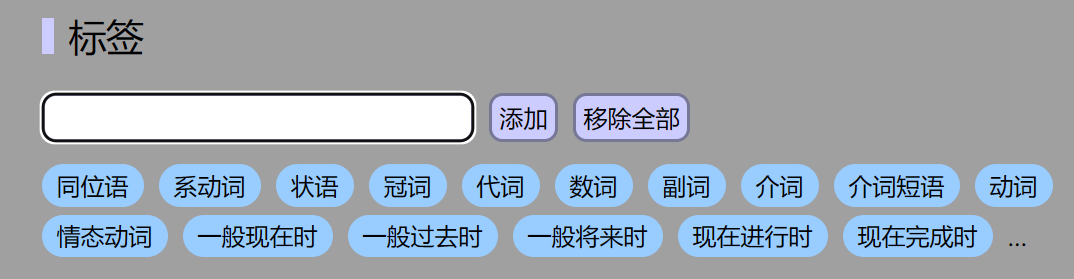 标签
添加 移除全部
同位语 系动词 状语 冠词 代词 数词 副词 介词 介词短语 动词
情态动词 一般现在时 一般过去时 一般将来时 现在进行时 现在完成时 ...